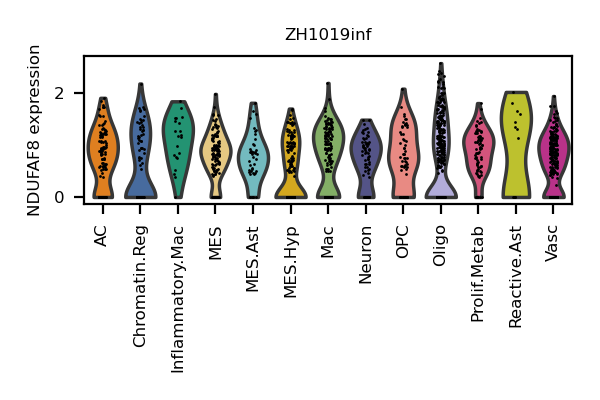 ZH1019inf
NDUFAF8 expression
2
0
AC
Chromatin.Reg
Inflammatory.Mac
MES
MES.Ast
MES.Hyp
Mac
Neuron
OPC
Oligo
Prolif.Metab
Reactive.Ast
Vasc